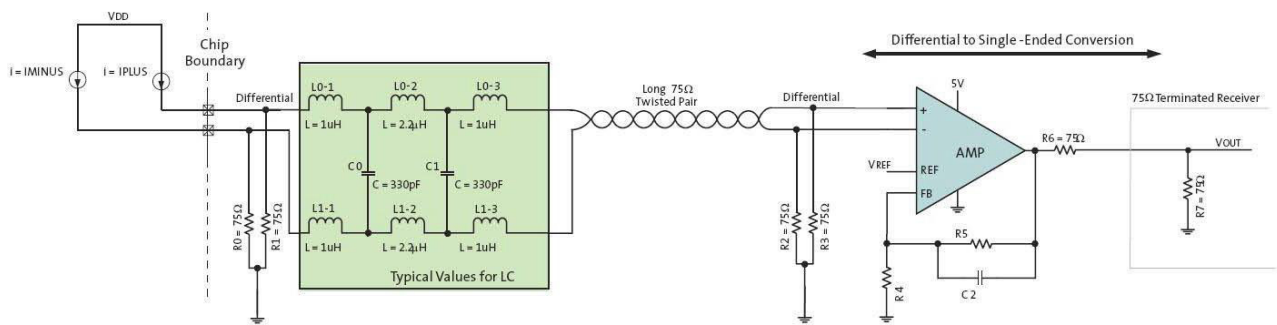 VDD
Chip
Boundary
i = IMINUS
i = IPLUS
Differential
R0 = 75Ω
R1 = 75Ω
L0-1
L0-2
L0-3
L = 1uH
L = 2.2µH
L = 1uH
C0
C1
C = 330pF
C = 330pF
L1-1
L1-2
L1-3
L = 1uH
L = 2.2µH
L = 1uH
Typical Values for LC
Long 75Ω
Twisted Pair
Differential
R2 = 75Ω
R3 = 75Ω
Differential to Single -Ended Conversion
5V
+
-
AMP
VREF
REF
FB
R4
R5
C2
R6 = 75Ω
75Ω Terminated Receiver
VOUT
R7 = 75Ω